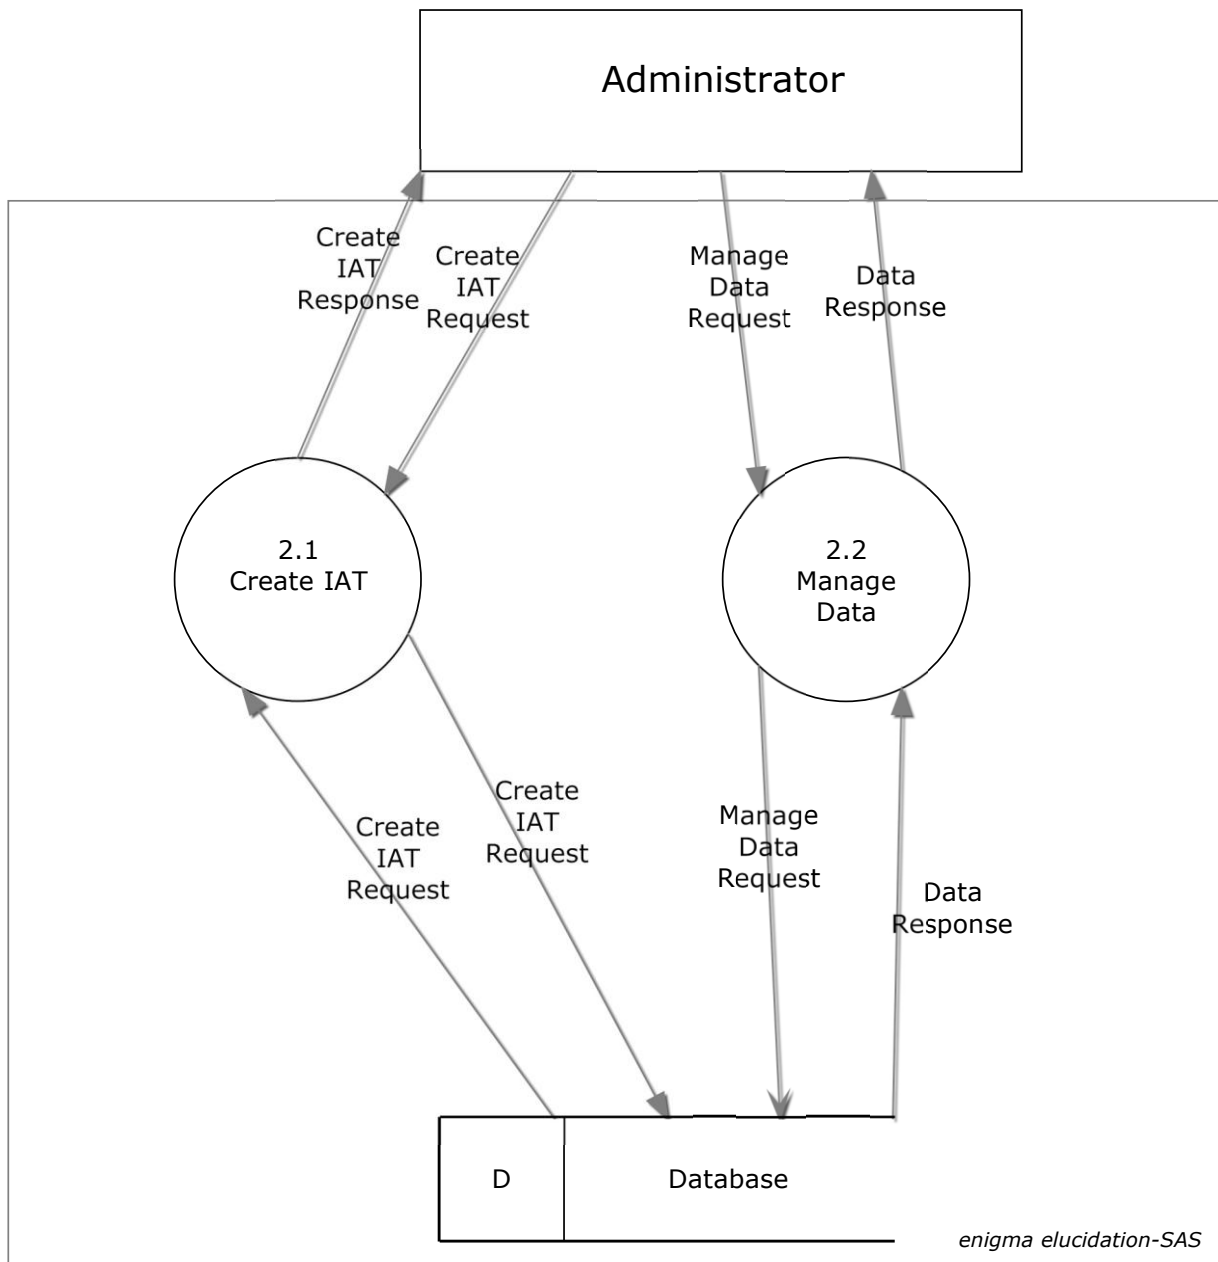 Administrator
Create
IAT
Response
Create
IAT
Request
Manage
Data
Request
Data
Response
2.1
Create IAT
2.2
Manage
Data
Create
IAT
Request
Create
IAT
Request
Manage
Data
Request
Data
Response
D
Database
enigma elucidation-SAS